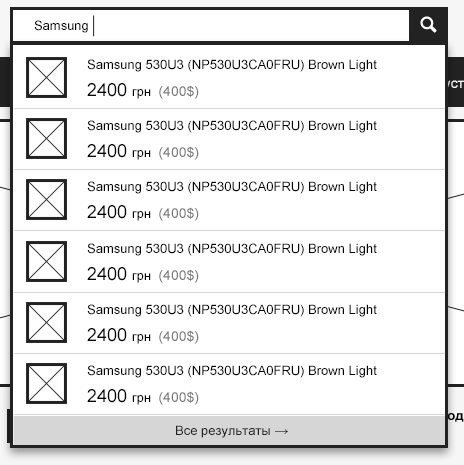 Samsung
Samsung 530U3 (NP530U3CA0FRU) Brown Light
2400 грн (400$)
Samsung 530U3 (NP530U3CA0FRU) Brown Light
2400 грн (400$)
Samsung 530U3 (NP530U3CA0FRU) Brown Light
2400 грн (400$)
Samsung 530U3 (NP530U3CA0FRU) Brown Light
2400 грн (400$)
Samsung 530U3 (NP530U3CA0FRU) Brown Light
2400 грн (400$)
Samsung 530U3 (NP530U3CA0FRU) Brown Light
2400 грн (400$)
Все результаты →